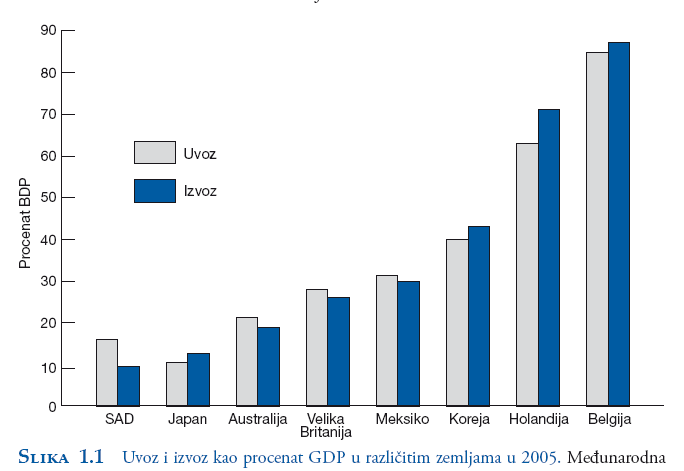 90
80
70
60
50
40
30
20
10
0
Procenat BDP
Uvoz
Izvoz
SAD Japan Australija Velika Britanija Meksiko Koreja Holandija Belgija
SLIKA 1.1 Uvoz i izvoz kao procenat GDP u različitim zemljama u 2005. Međunarodna